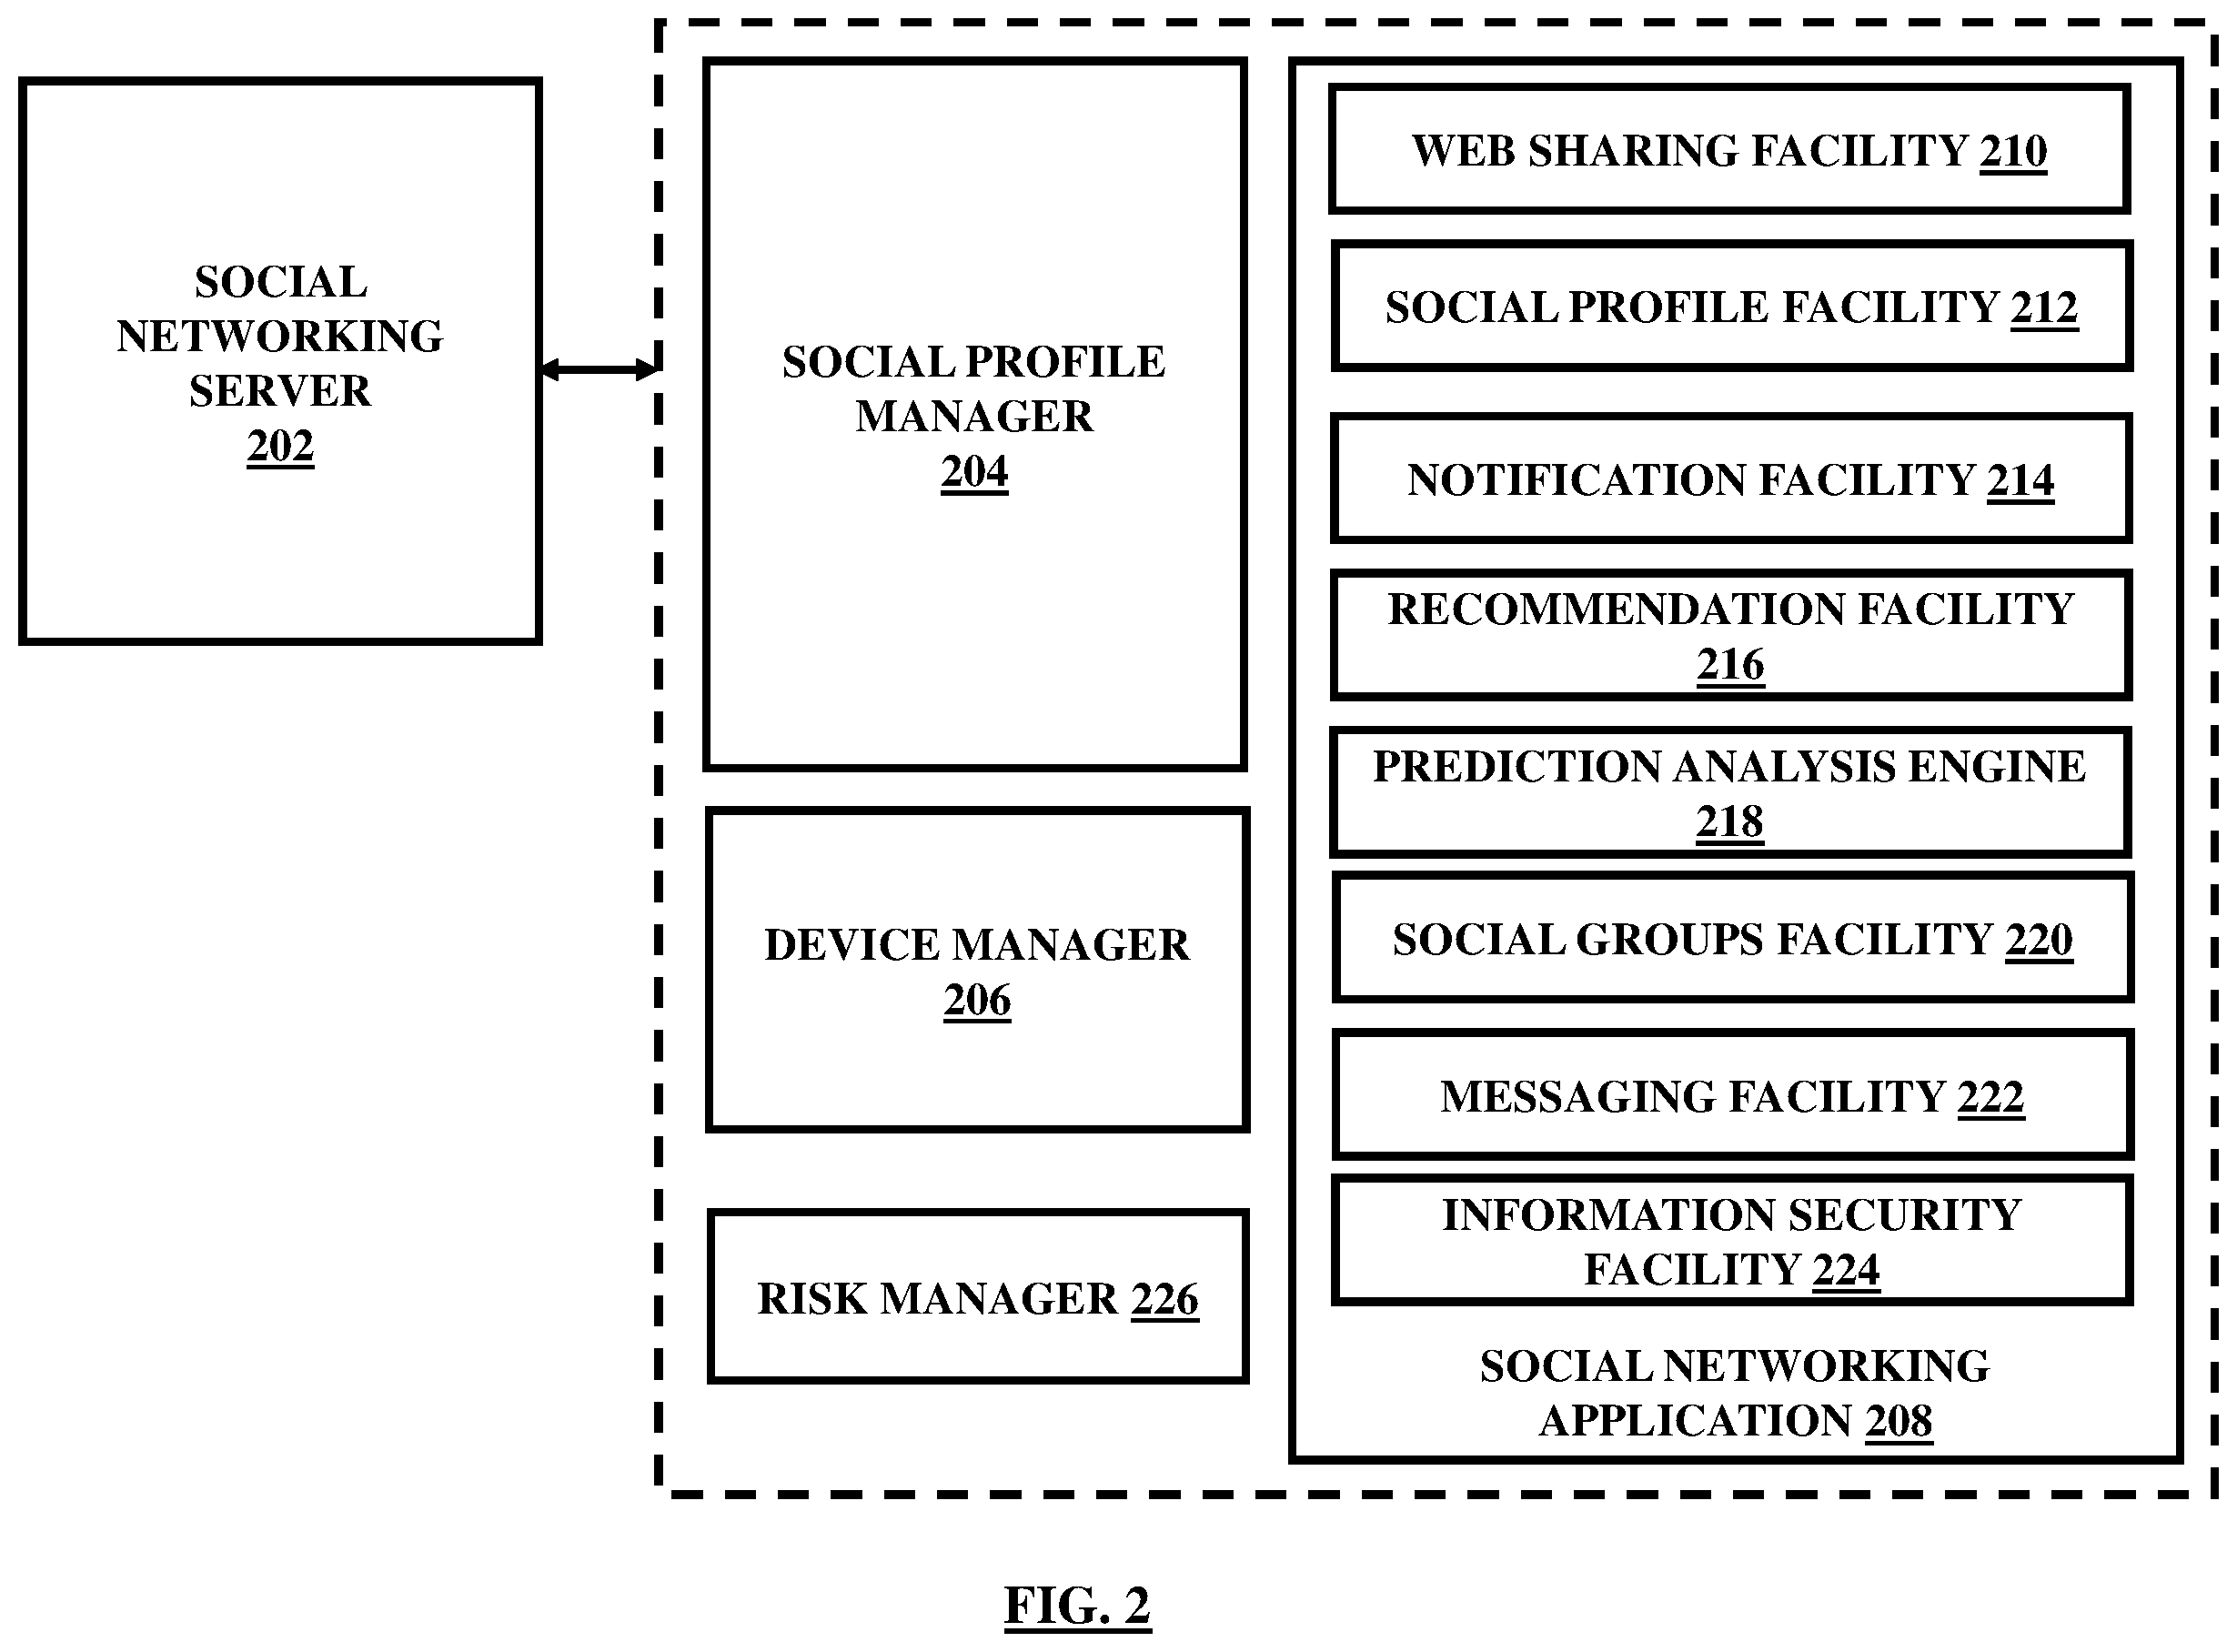 SOCIAL
NETWORKING
SERVER
202
SOCIAL PROFILE
MANAGER
204
DEVICE MANAGER
206
RISK MANAGER 226
WEB SHARING FACILITY 210
SOCIAL PROFILE FACILITY 212
NOTIFICATION FACILITY 214
RECOMMENDATION FACILITY
216
PREDICTION ANALYSIS ENGINE
218
SOCIAL GROUPS FACILITY 220
MESSAGING FACILITY 222
INFORMATION SECURITY
FACILITY 224
SOCIAL NETWORKING
APPLICATION 208
FIG. 2